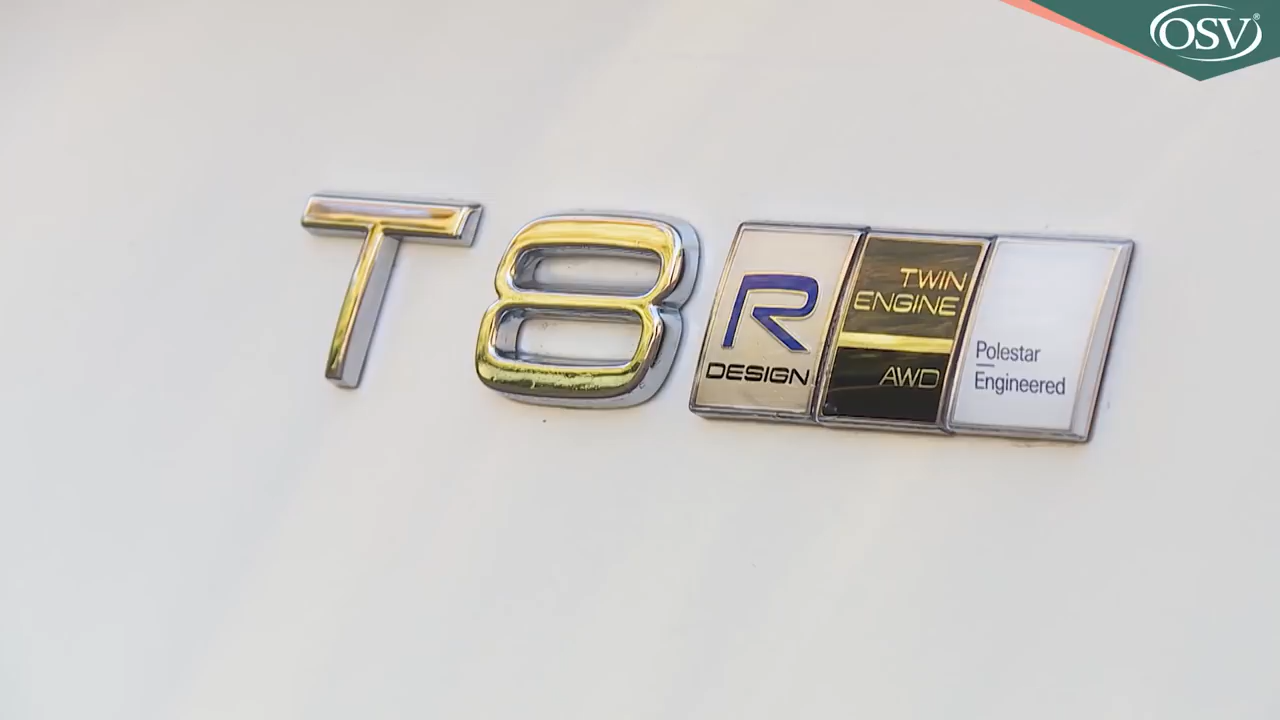 OSV
T8
R
DESIGN
TWIN
ENGINE
AWD
Polestar
Engineered